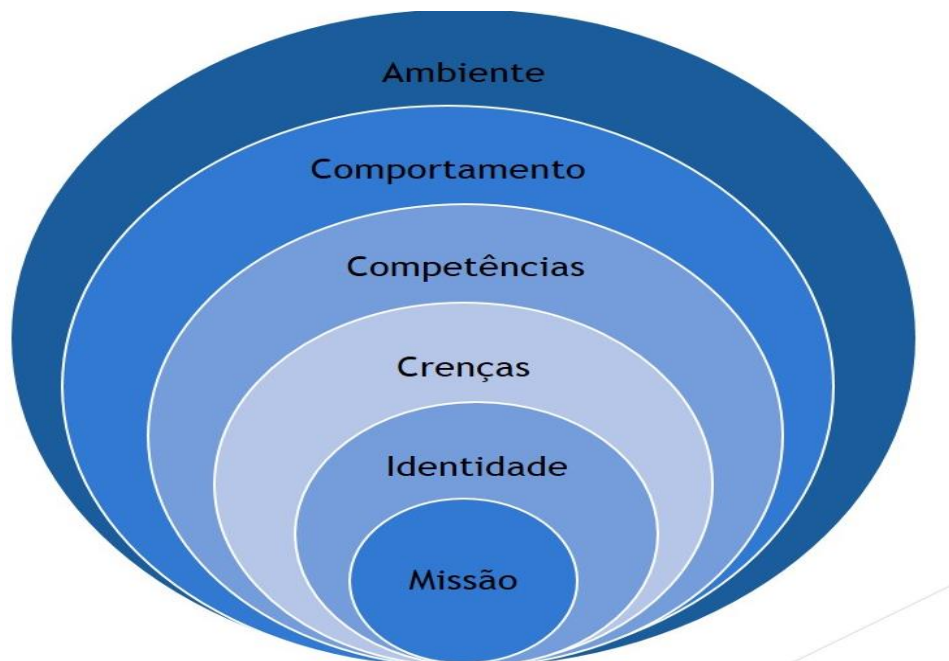 Ambiente
Comportamento
Competências
Crenças
Identidade
Missão